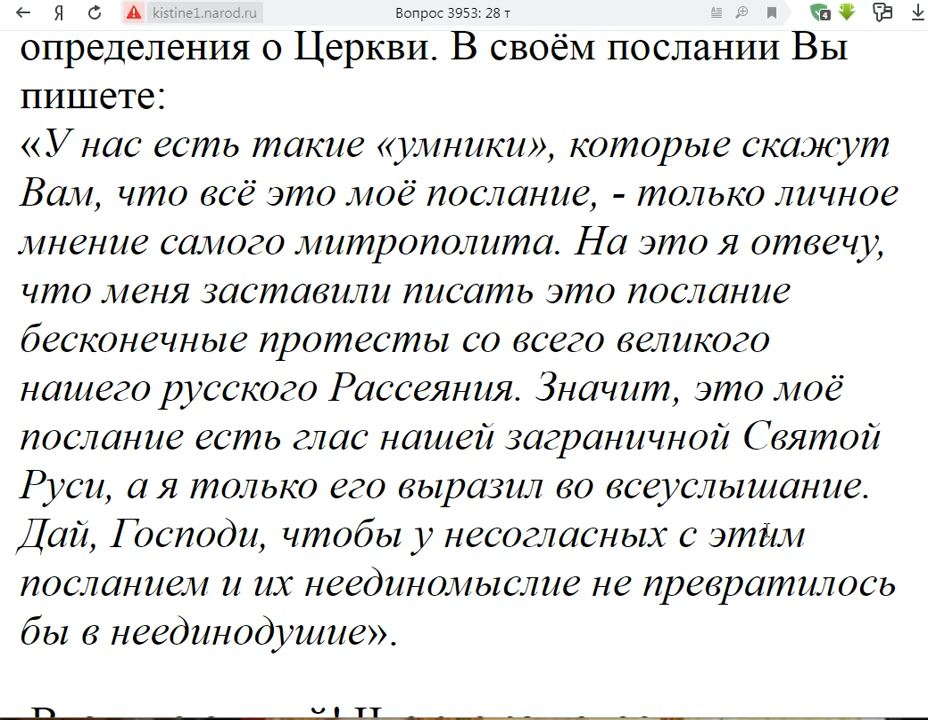 kistine1.narod.ru
Вопрос 3953: 28 т
4
определения о Церкви. В своём послании Вы
пишете:
«У нас есть такие «умники», которые скажут
Вам, что всё это моё послание, - только личное
мнение самого митрополита. На это я отвечу,
что меня заставили писать это послание
бесконечные протесты со всего великого
нашего русского Рассеяния. Значит, это моё
послание есть глас нашей заграничной Святой
Руси, а я только его выразил во всеуслышание.
Дай, Господи, чтобы у несогласных с этим
посланием и их неединомыслие не превратилось
бы в неединодушие».